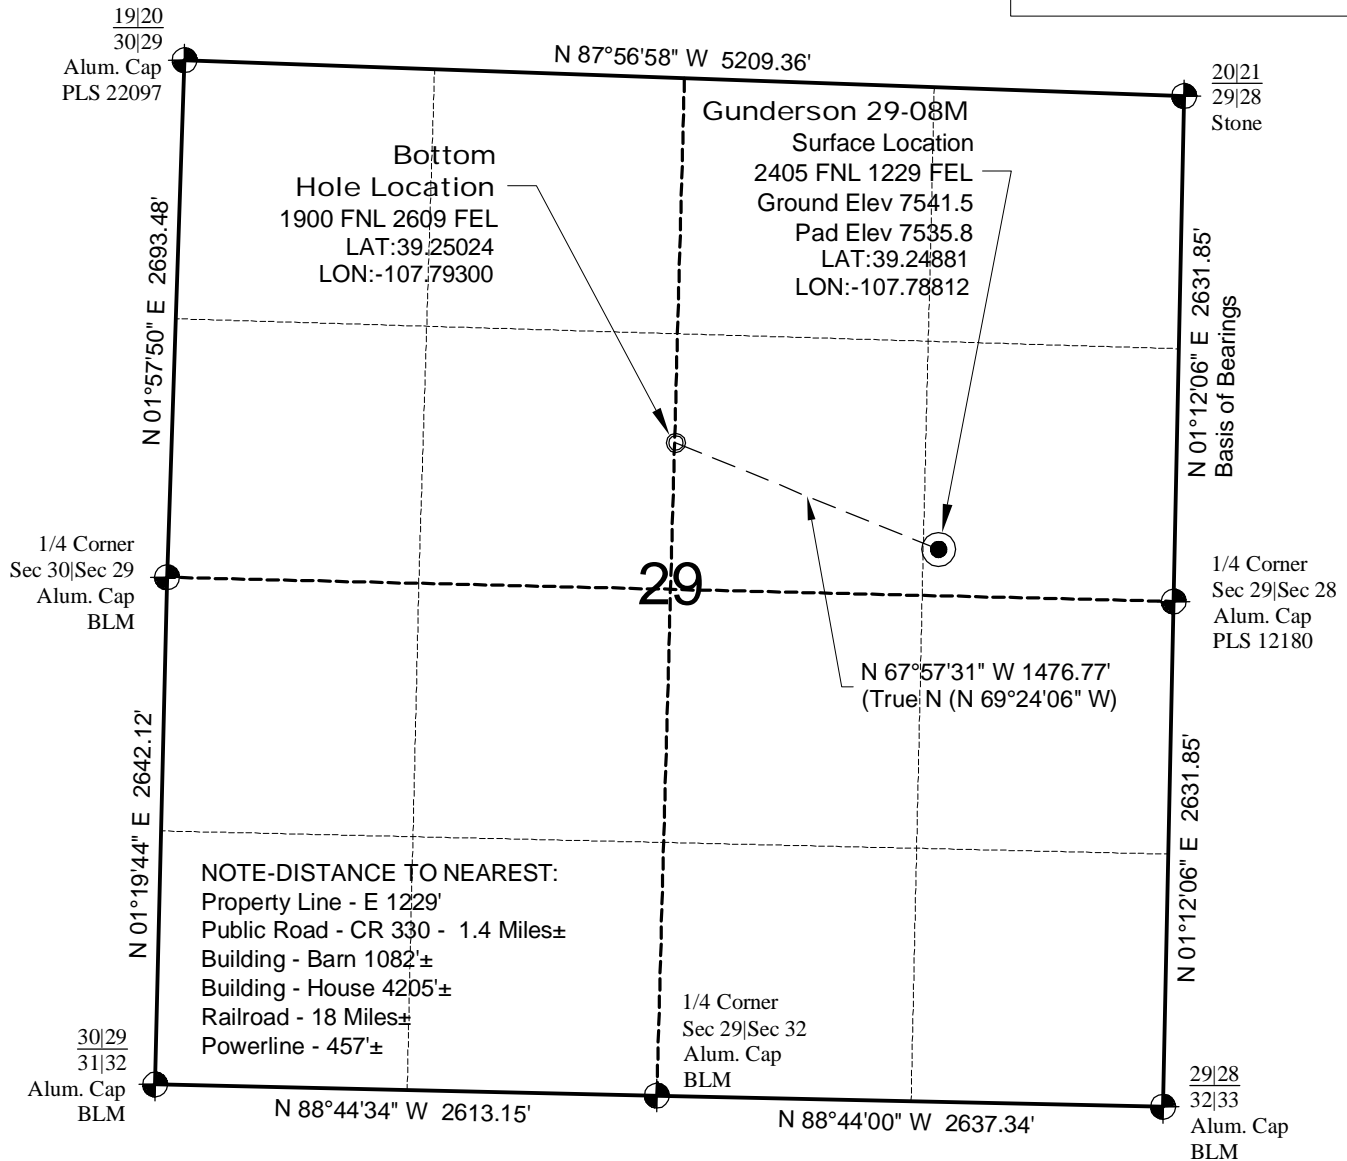 19|20
30|29
Alum. Cap
PLS 22097
N 87°56'58" W 5209.36'
20|21
29|28
Stone
Gunderson 29-08M
Surface Location
2405 FNL 1229 FEL
Ground Elev 7541.5
Pad Elev 7535.8
LAT:39.24881
LON:-107.78812
Bottom
Hole Location
1900 FNL 2609 FEL
LAT:39.25024
LON:-107.79300
N 01°57'50" E 2693.48'
N 01°12'06" E 2631.85'
Basis of Bearings
1/4 Corner
Sec 30|Sec 29
Alum. Cap
BLM
29
1/4 Corner
Sec 29|Sec 28
Alum. Cap
PLS 12180
N 67°57'31" W 1476.77'
(True N (N 69°24'06" W)
N 01°19'44" E 2642.12'
N 01°12'06" E 2631.85'
NOTE-DISTANCE TO NEAREST:
Property Line - E 1229'
Public Road - CR 330 - 1.4 Miles±
Building - Barn 1082'±
Building - House 4205'±
Railroad - 18 Miles±
Powerline - 457'±
1/4 Corner
Sec 29|Sec 32
Alum. Cap
BLM
30|29
31|32
Alum. Cap
BLM
N 88°44'34" W 2613.15'
N 88°44'00" W 2637.34'
29|28
32|33
Alum. Cap
BLM